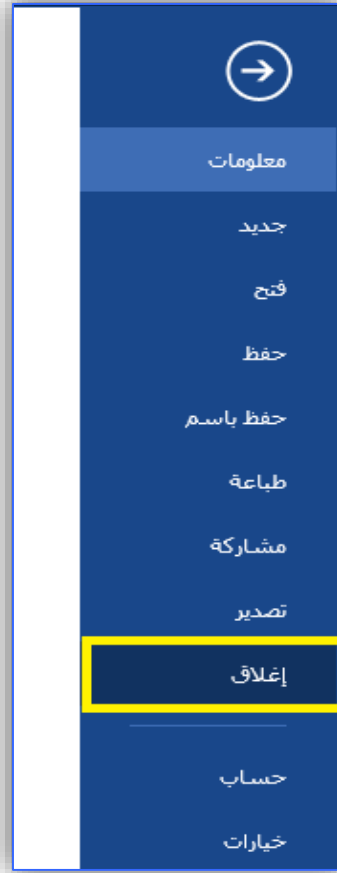 معلومات
جديد
فتح
حفظ
حفظ باسم
طباعة
مشاركة
تصدير
إغلاق
حساب
خيارات